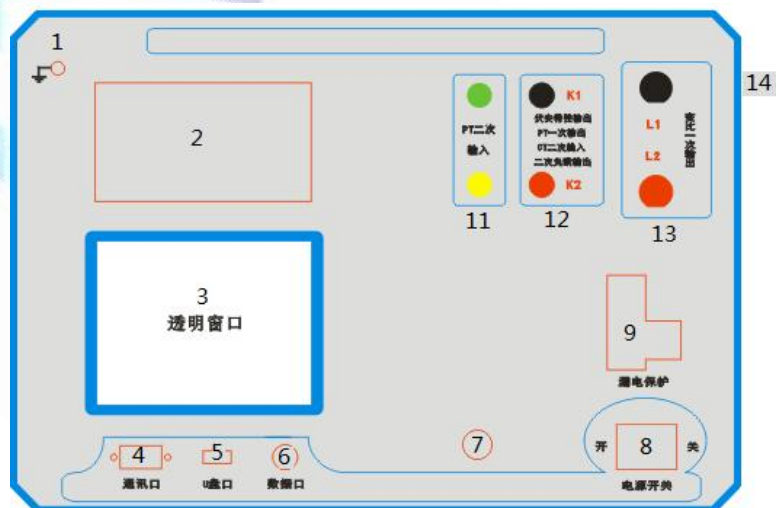 1
14
K1
L1
L2
变比一次输出
2
PT二次
输入
伏安特性输出
PT一次输出
CT二次输入
二次负载输出
K2
11
12
13
3
透明窗口
9
漏电保护
4
5
6
7
开
8
关
通讯口
U盘口
数据口
电源开关